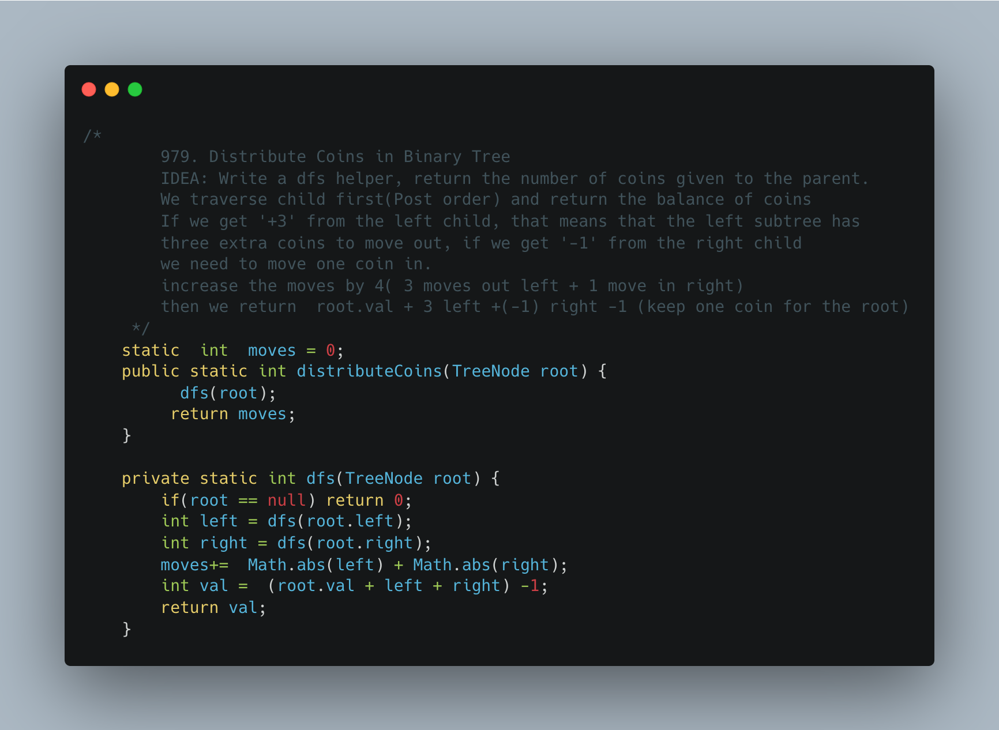 /*
        979. Distribute Coins in Binary Tree
        IDEA: Write a dfs helper, return the number of coins given to the parent.
        We traverse child first(Post order) and return the balance of coins
        If we get '+3' from the left child, that means that the left subtree has
        three extra coins to move out, if we get '-1' from the right child
        we need to move one coin in.
        increase the moves by 4( 3 moves out left + 1 move in right)
        then we return  root.val + 3 left +(-1) right -1 (keep one coin for the root)
     */
    static  int  moves = 0;
    public static int distributeCoins(TreeNode root) {
          dfs(root);
         return moves;
    }

    private static int dfs(TreeNode root) {
        if(root == null) return 0;
        int left = dfs(root.left);
        int right = dfs(root.right);
        moves+=  Math.abs(left) + Math.abs(right);
        int val =  (root.val + left + right) -1;
        return val;
    }